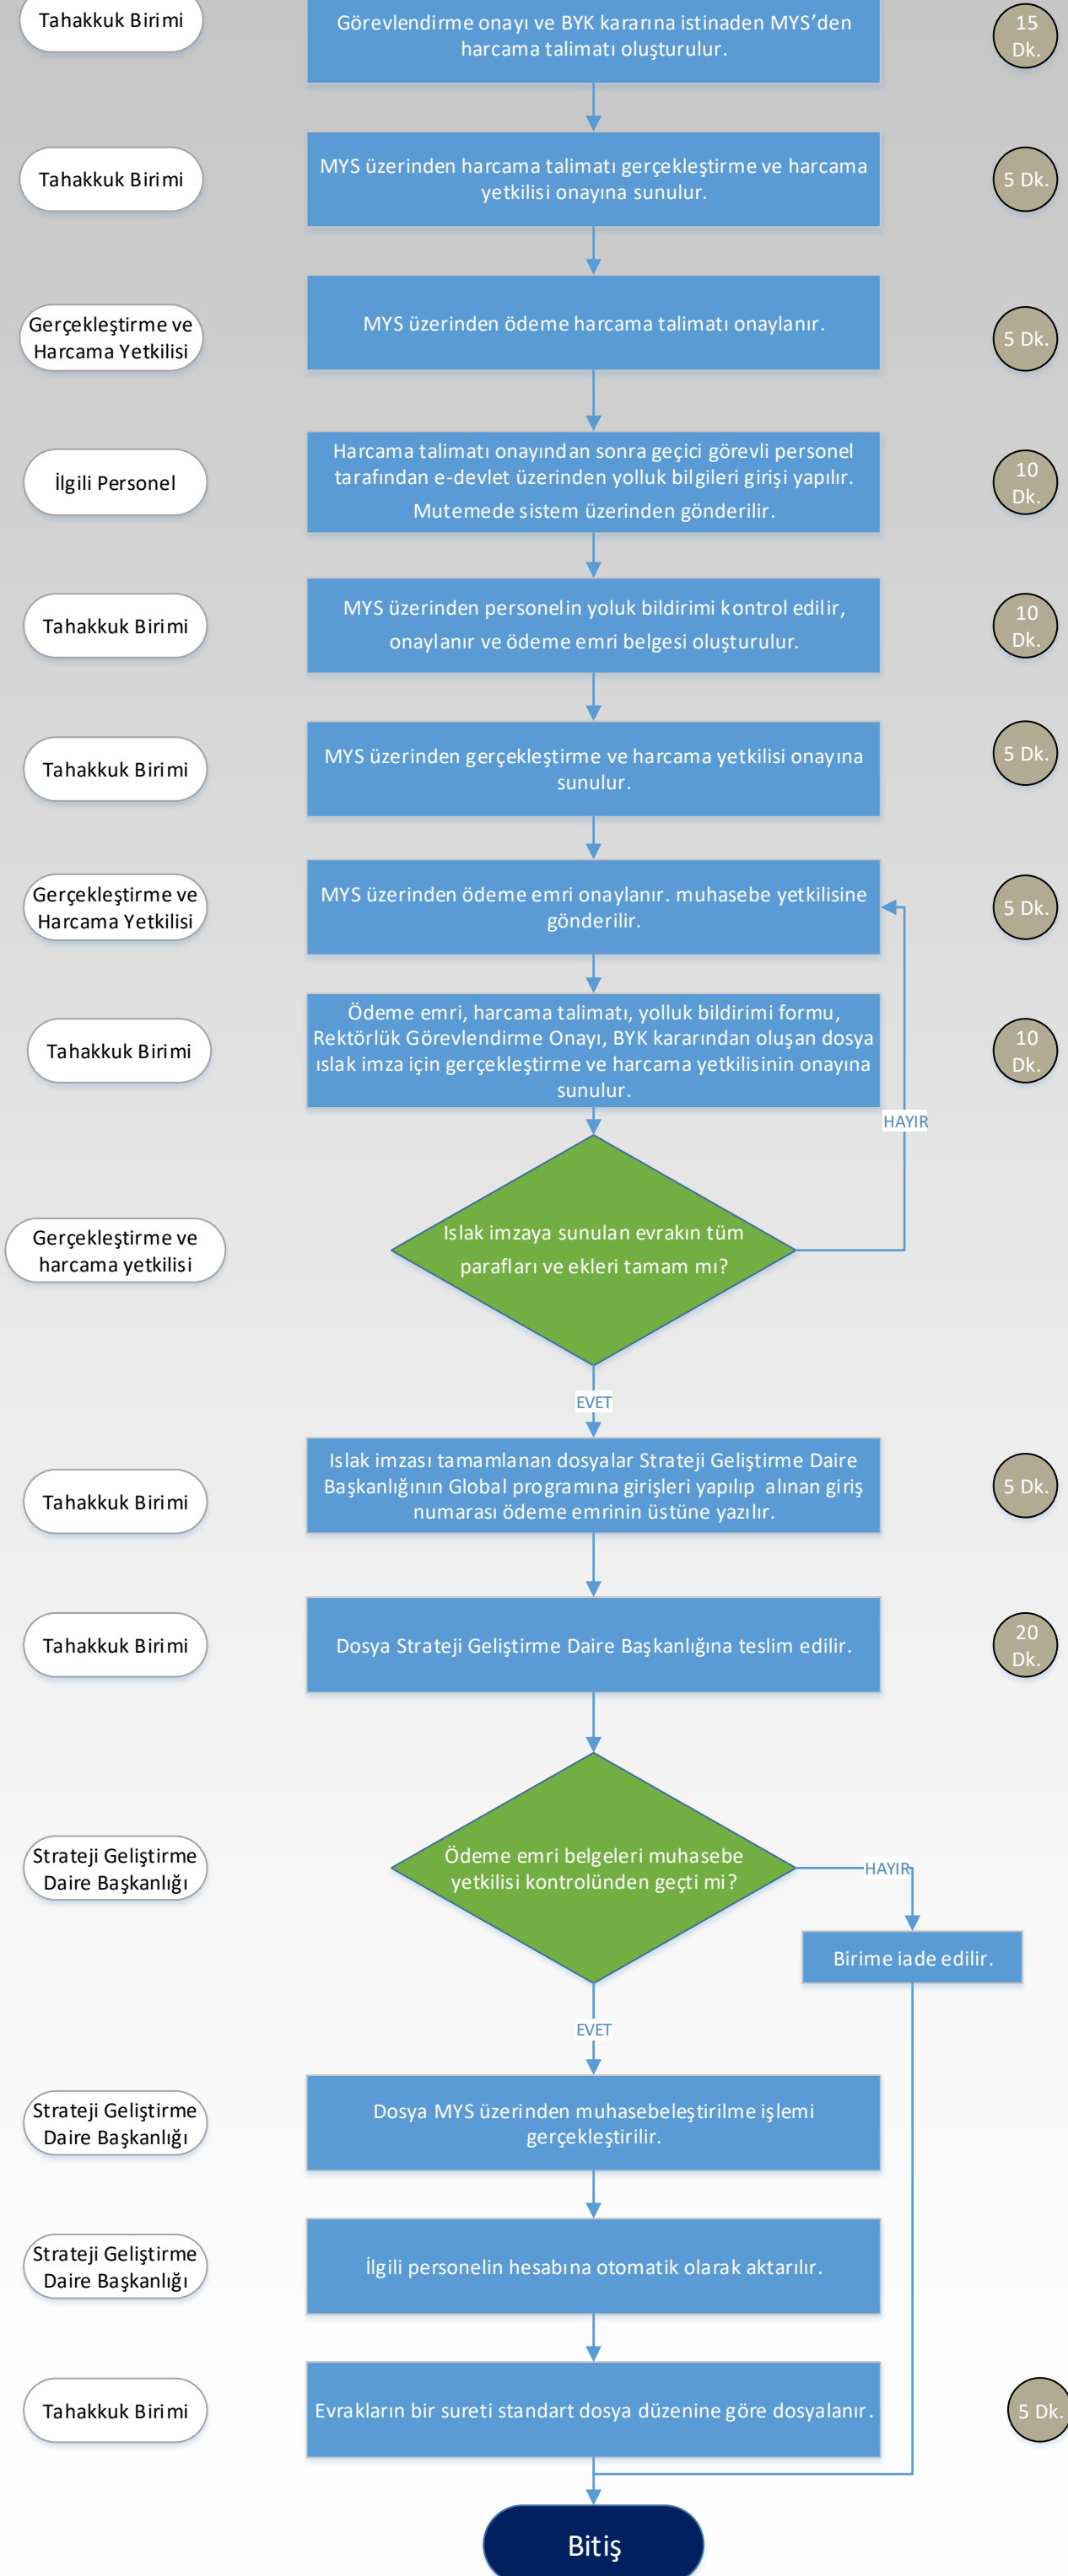 Tahakkuk Birimi
Görevlendirme onayı ve BYK kararına istinaden MYS'den
harcama talimatı oluşturulur.
15
Dk.
Tahakkuk Birimi
MYS üzerinden harcama talimatı gerçekleştirme ve harcama
yetkilisi onayına sunulur.
5 Dk.
Gerçekleştirme ve
Harcama Yetkilisi
MYS üzerinden ödeme harcama talimatı onaylanır.
5 Dk.
İlgili Personel
Harcama talimatı onayından sonra geçici görevli personel
tarafından e-devlet üzerinden yolluk bilgileri girişi yapılır.
Mutemede sistem üzerinden gönderilir.
10
Dk.
Tahakkuk Birimi
MYS üzerinden personelin yoluk bildirimi kontrol edilir,
onaylanır ve ödeme emri belgesi oluşturulur.
10
Dk.
Tahakkuk Birimi
MYS üzerinden gerçekleştirme ve harcama yetkilisi onayına
sunulur.
5 Dk.
Gerçekleştirme ve
Harcama Yetkilisi
MYS üzerinden ödeme emri onaylanır. muhasebe yetkilisine
gönderilir.
5 Dk.
Tahakkuk Birimi
Ödeme emri, harcama talimatı, yolluk bildirimi formu,
Rektörlük Görevlendirme Onayı, BYK kararından oluşan dosya
ıslak imza için gerçekleştirme ve harcama yetkilisinin onayına
sunulur.
10
Dk.
HAYIR
Gerçekleştirme ve
harcama yetkilisi
Islak imzaya sunulan evrakın tüm
parafları ve ekleri tamam mı?
EVET
Tahakkuk Birimi
Islak imzası tamamlanan dosyalar Strateji Geliştirme Daire
Başkanlığının Global programına girişleri yapılıp alınan giriş
numarası ödeme emrinin üstüne yazılır.
5 Dk.
Tahakkuk Birimi
Dosya Strateji Geliştirme Daire Başkanlığına teslim edilir.
20
Dk.
Strateji Geliştirme
Daire Başkanlığı
Ödeme emri belgeleri muhasebe
yetkilisi kontrolünden geçti mi?
HAYIR
Birime iade edilir.
EVET
Strateji Geliştirme
Daire Başkanlığı
Dosya MYS üzerinden muhasebeleştirilme işlemi
gerçekleştirilir.
Strateji Geliştirme
Daire Başkanlığı
İlgili personelin hesabına otomatik olarak aktarılır.
Tahakkuk Birimi
Evrakların bir sureti standart dosya düzenine göre dosyalanır.
5 Dk.
Bitiş